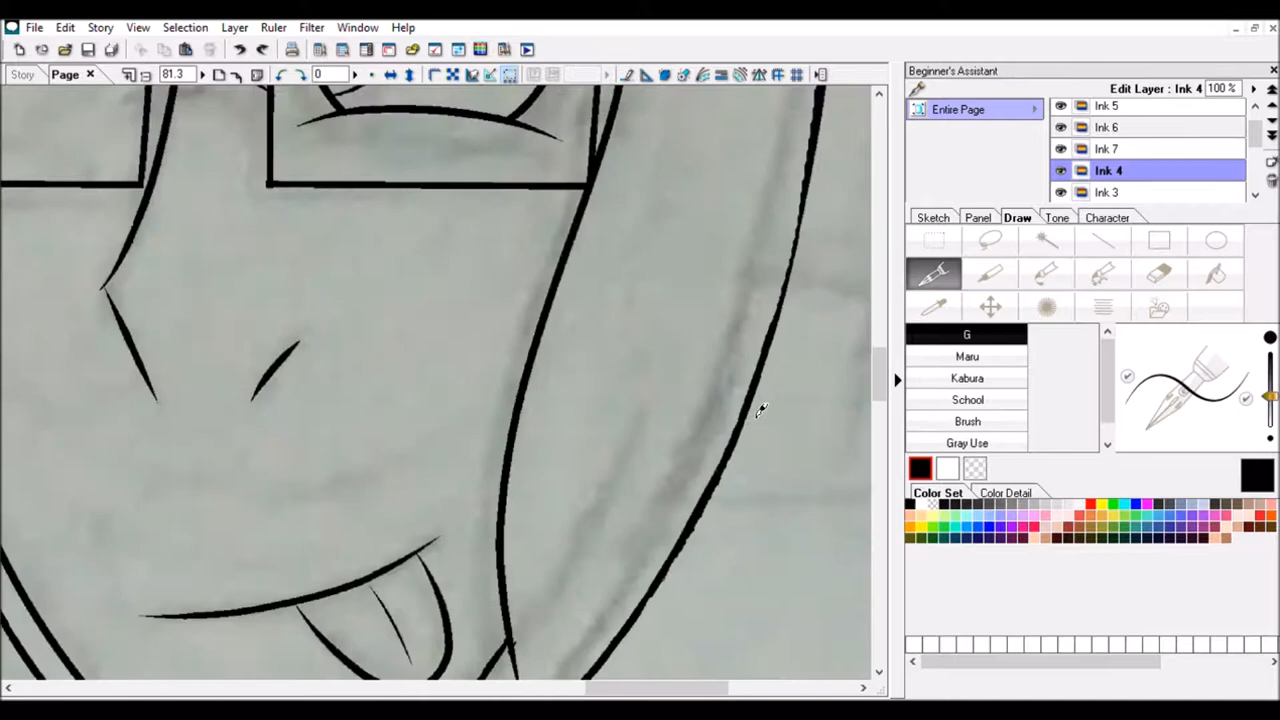 File Edit Story View Selection Layer Ruler Filter Window Help
Story Page 81.3 0
Beginner's Assistant
Edit Layer : Ink 4 100 %
Entire Page
Ink 5
Ink 6
Ink 7
Ink 4
Ink 3
Sketch Panel Draw Tone Character
G
Maru
Kabura
School
Brush
Gray Use
Color Set Color Detail